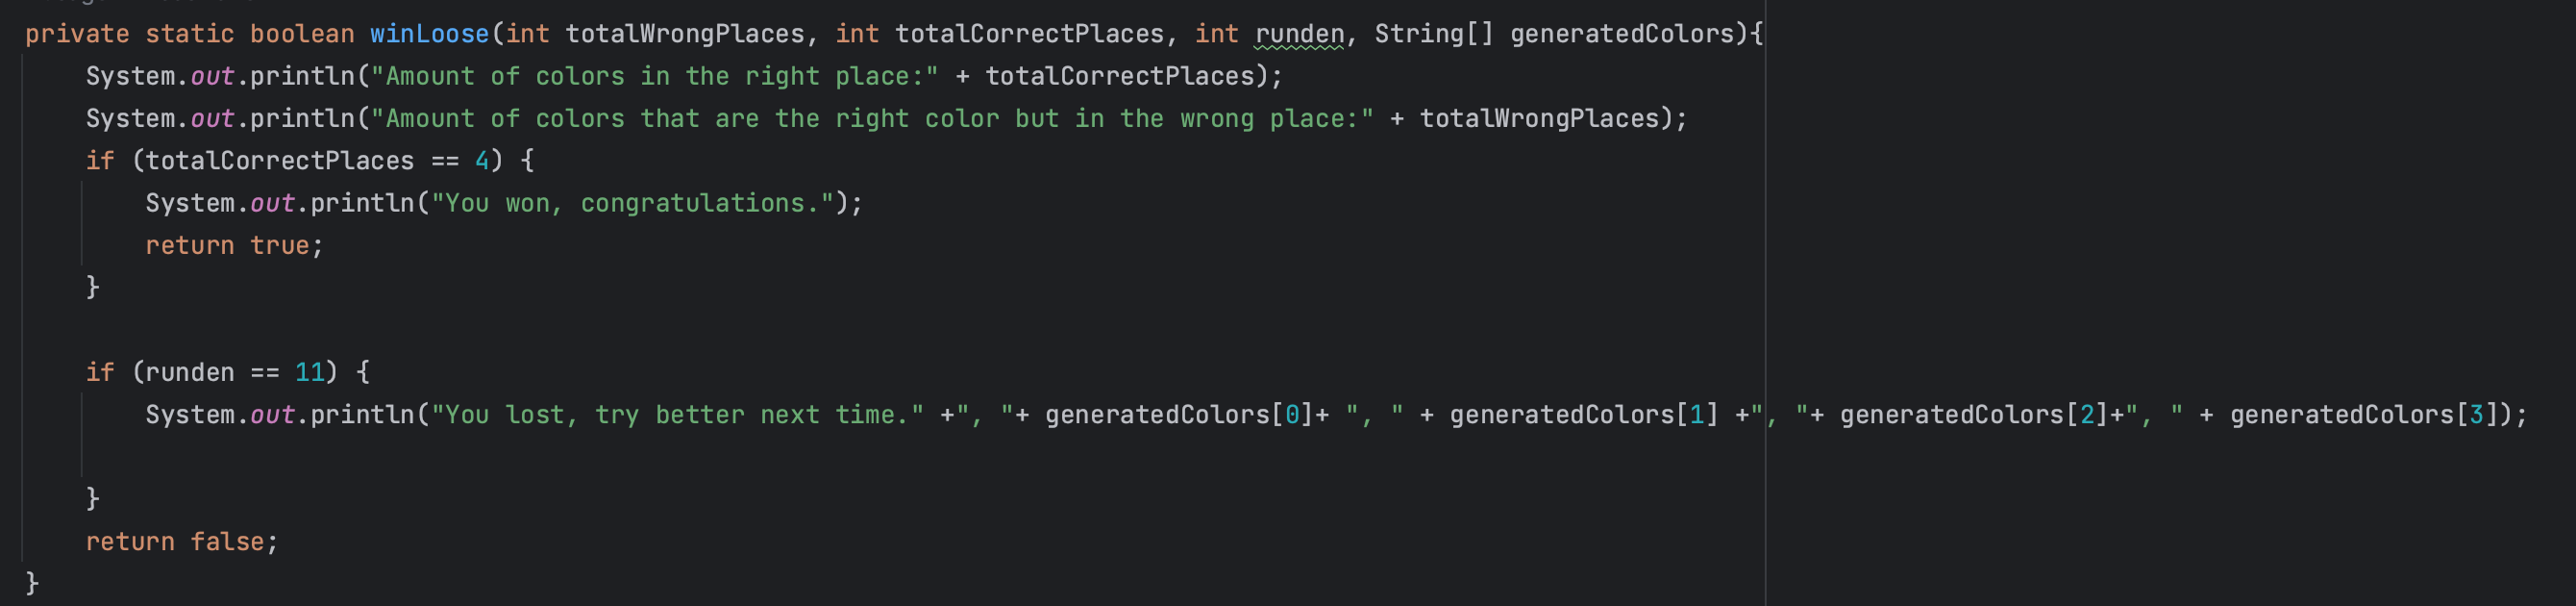 private static boolean winLoose(int totalWrongPlaces, int totalCorrectPlaces, int runden, String[] generatedColors){
    System.out.println("Amount of colors in the right place:" + totalCorrectPlaces);
    System.out.println("Amount of colors that are the right color but in the wrong place:" + totalWrongPlaces);
    if (totalCorrectPlaces == 4) {
        System.out.println("You won, congratulations.");
        return true;
    }
    if (runden == 11) {
        System.out.println("You lost, try better next time." +", "+ generatedColors[0]+ ", " + generatedColors[1] +", "+ generatedColors[2]+", " + generatedColors[3]);
    }
    return false;
}